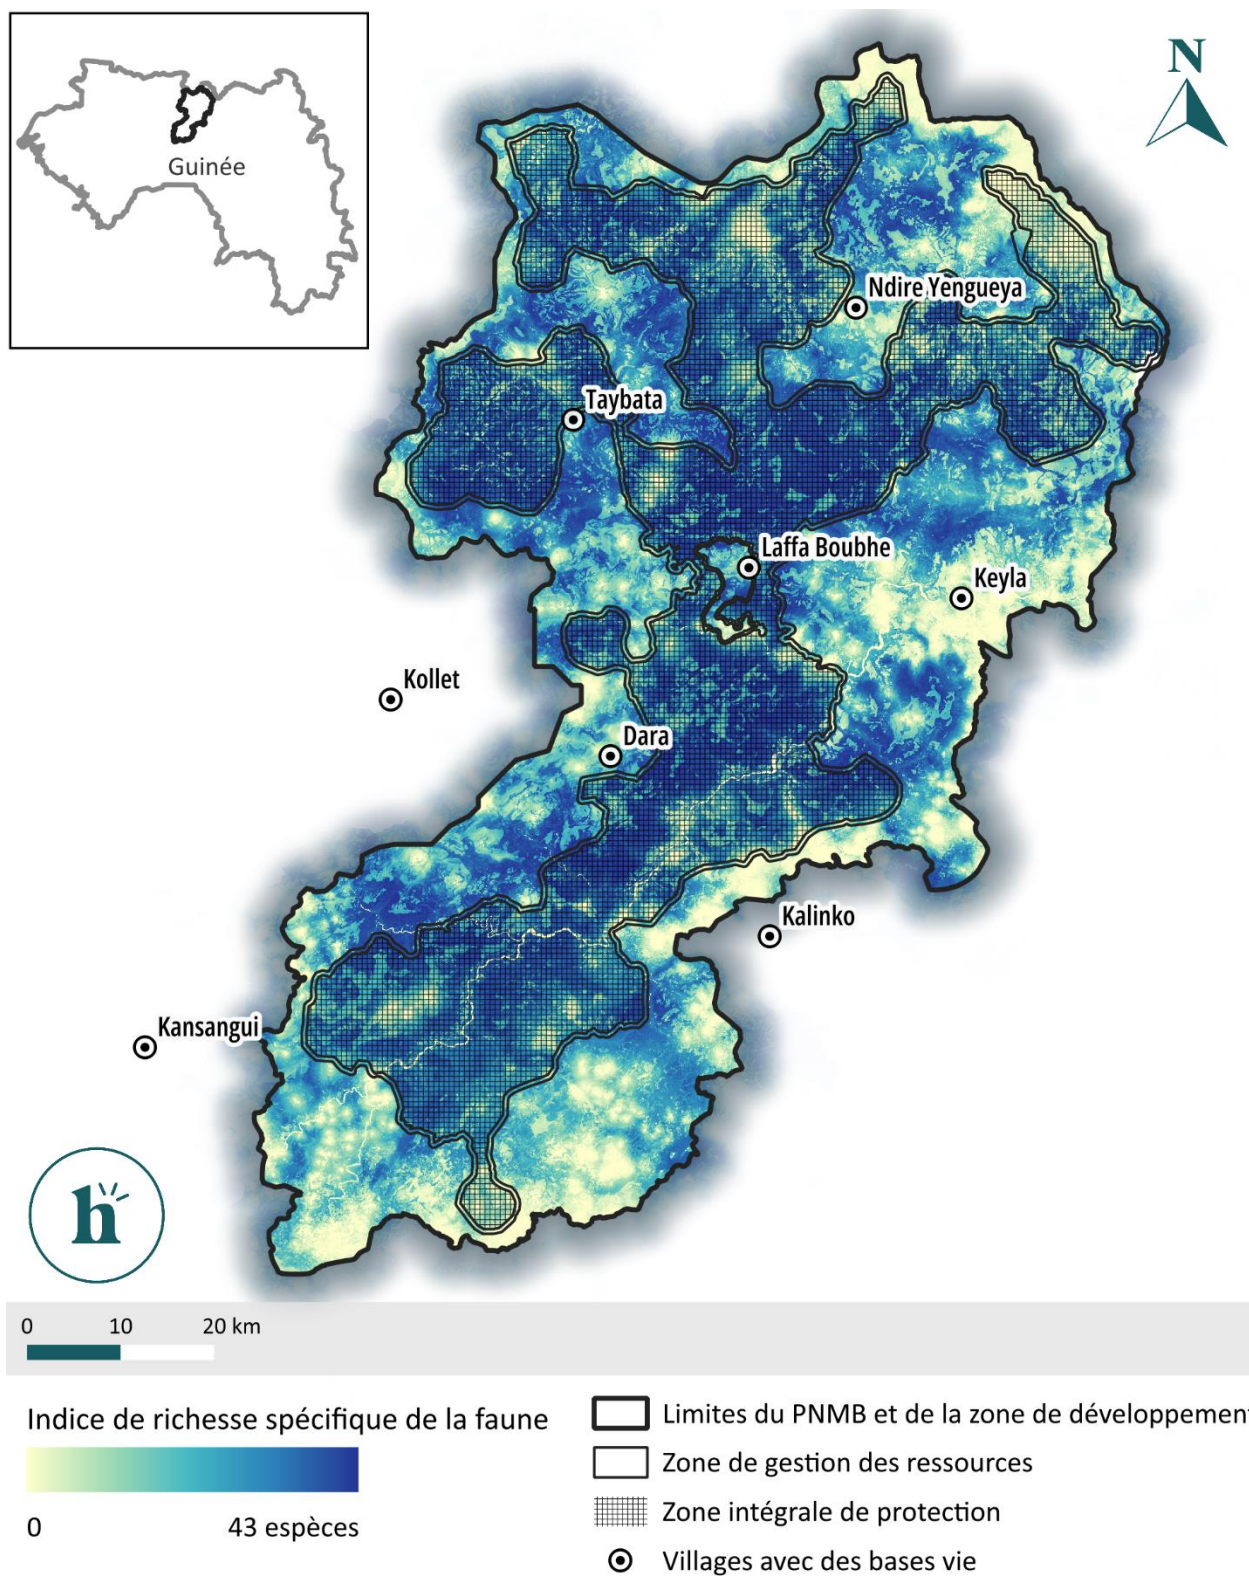 Guinée
N
Ndire Yengueya
Taybata
Laffa Boubhe
Keyla
Kollet
Dara
Kalinko
Kansangui
h
0 10 20 km
Indice de richesse spécifique de la faune
0 43 espèces
Limites du PNMB et de la zone de développement
Zone de gestion des ressources
Zone intégrale de protection
Villages avec des bases vie